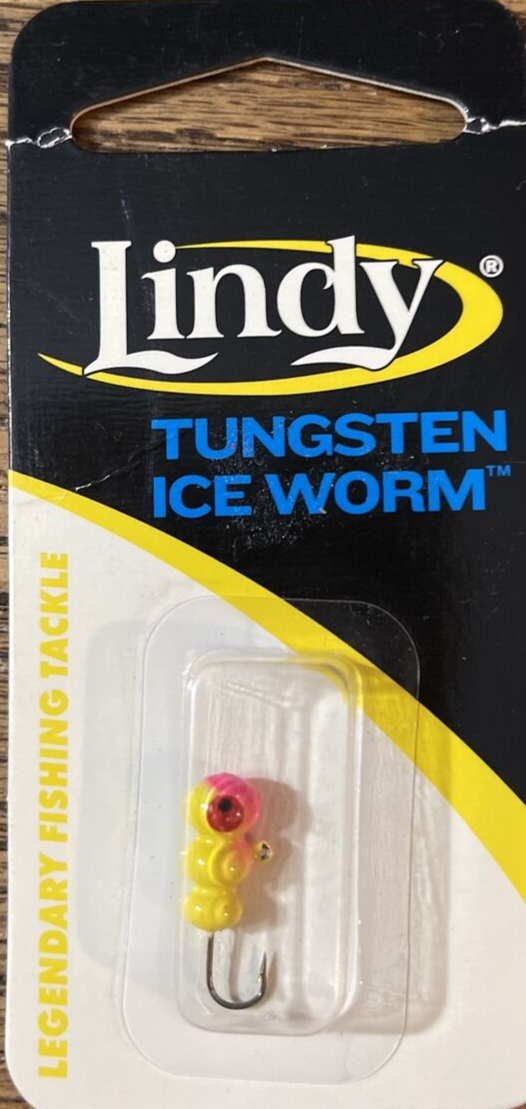 Lindy®
TUNGSTEN
ICE WORM™
LEGENDARY FISHING TACKLE